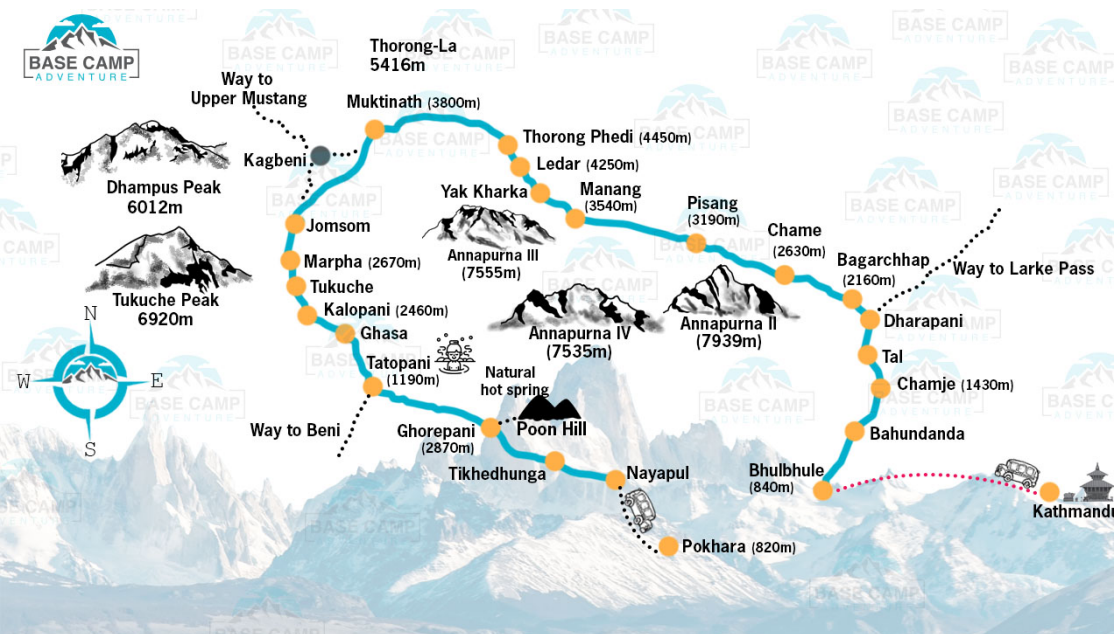 BASE CAMP
ADVENTURE
Thorong-La
5416m
Way to
Upper Mustang
Muktinath (3800m)
Kagbeni
Thorong Phedi (4450m)
Ledar (4250m)
Yak Kharka
Manang
(3540m)
Pisang
(3190m)
Chame
(2630m)
Bagarchhap
(2160m)
Way to Larke Pass
Dharapani
Tal
Chamje (1430m)
Bahundanda
Bhulbhule
(840m)
Kathmandu
Dhampus Peak
6012m
Tukuche Peak
6920m
Annapurna III
(7555m)
Annapurna IV
(7535m)
Annapurna II
(7939m)
Jomsom
Marpha (2670m)
Tukuche
Kalopani (2460m)
Ghasa
Tatopani
(1190m)
Natural
hot spring
Way to Beni
Ghorepani
(2870m)
Poon Hill
Tikhedhunga
Nayapul
Pokhara (820m)
N
W
E
S